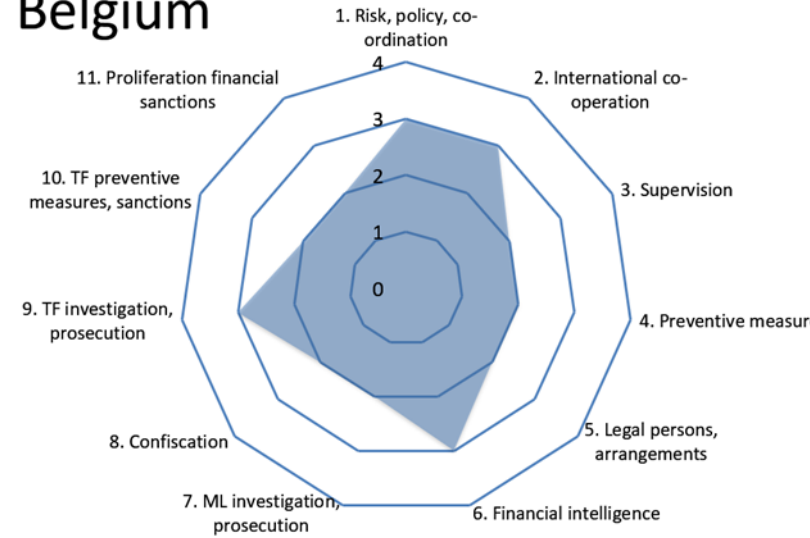 Belgium
1. Risk, policy, co-
ordination
2. International co-
operation
3. Supervision
4. Preventive measur
5. Legal persons,
arrangements
6. Financial intelligence
7. ML investigation,
prosecution
8. Confiscation
9. TF investigation,
prosecution
10. TF preventive
measures, sanctions
11. Proliferation financial
sanctions
4
3
2
1
0